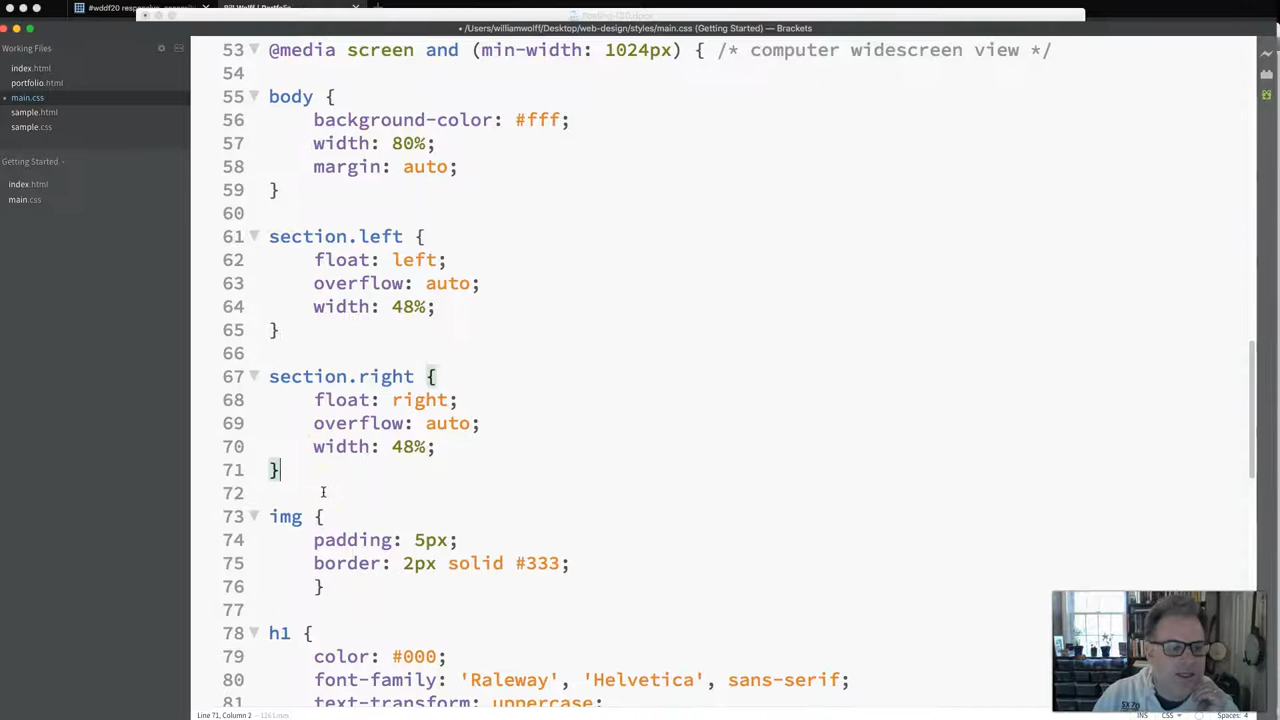 #wddf20 responsive, responsi
Bill Wolff | Portfolio
Posting-f20.docx
• /Users/williamwolff/Desktop/web-design/styles/main.css (Getting Started) — Brackets
Working Files
index.html
portfolio.html
• main.css
sample.html
sample.css
Getting Started
index.html
main.css
53 @media screen and (min-width: 1024px) { /* computer widescreen view */
54
55 body {
56 background-color: #fff;
57 width: 80%;
58 margin: auto;
59 }
60
61 section.left {
62 float: left;
63 overflow: auto;
64 width: 48%;
65 }
66
67 section.right {
68 float: right;
69 overflow: auto;
70 width: 48%;
71 }
72
73 img {
74 padding: 5px;
75 border: 2px solid #333;
76 }
77
78 h1 {
79 color: #000;
80 font-family: 'Raleway', 'Helvetica', sans-serif;
81 text-transform: uppercase;
Line 71, Column 2 — 126 Lines
INS CSS Spaces: 4